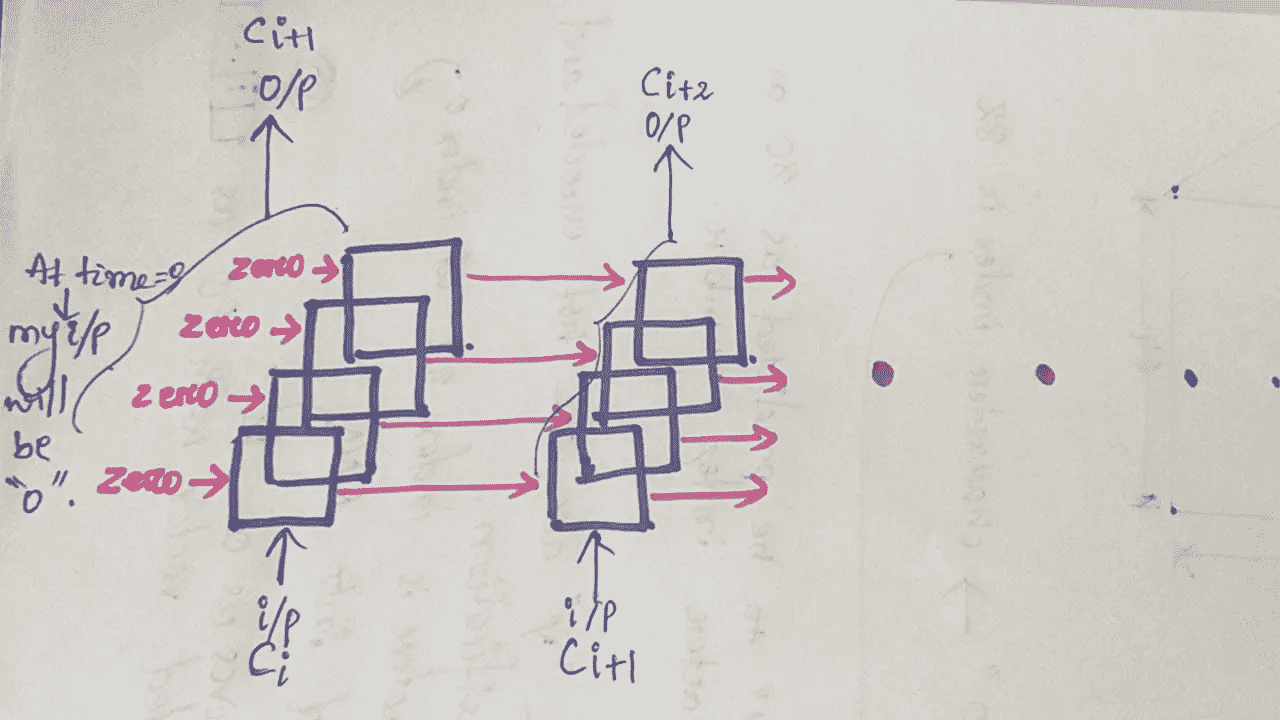 Ci+1
O/P
Ci+2
O/P
At time=0
my i/p
will
be
"0".
zero
zero
zero
zero
i/p
Ci
i/p
Ci+1